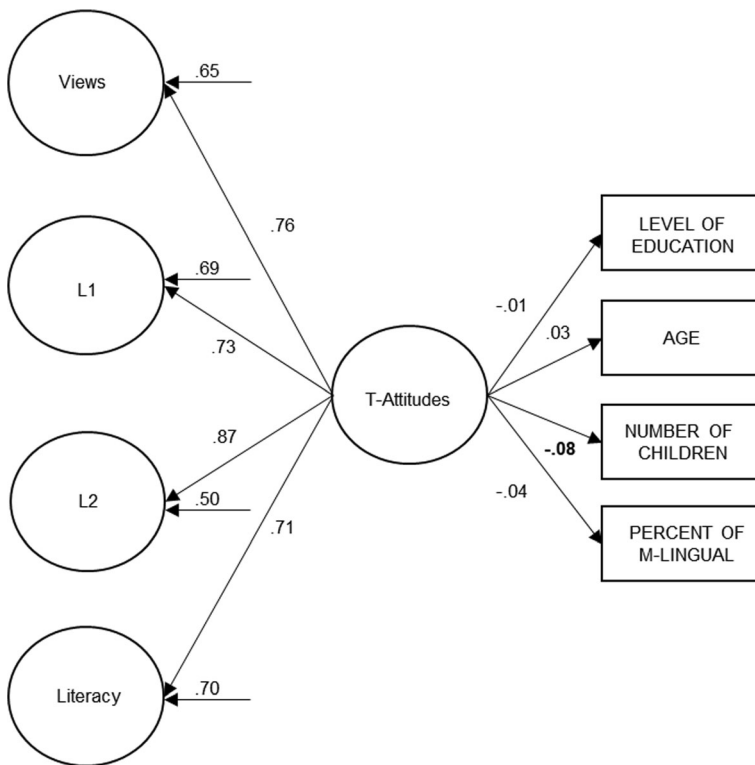 Views
.65
.76
L1
.69
.73
L2
.87
.50
.71
Literacy
.70
T-Attitudes
-.01
.03
-.08
-.04
LEVEL OF
EDUCATION
AGE
NUMBER OF
CHILDREN
PERCENT OF
M-LINGUAL